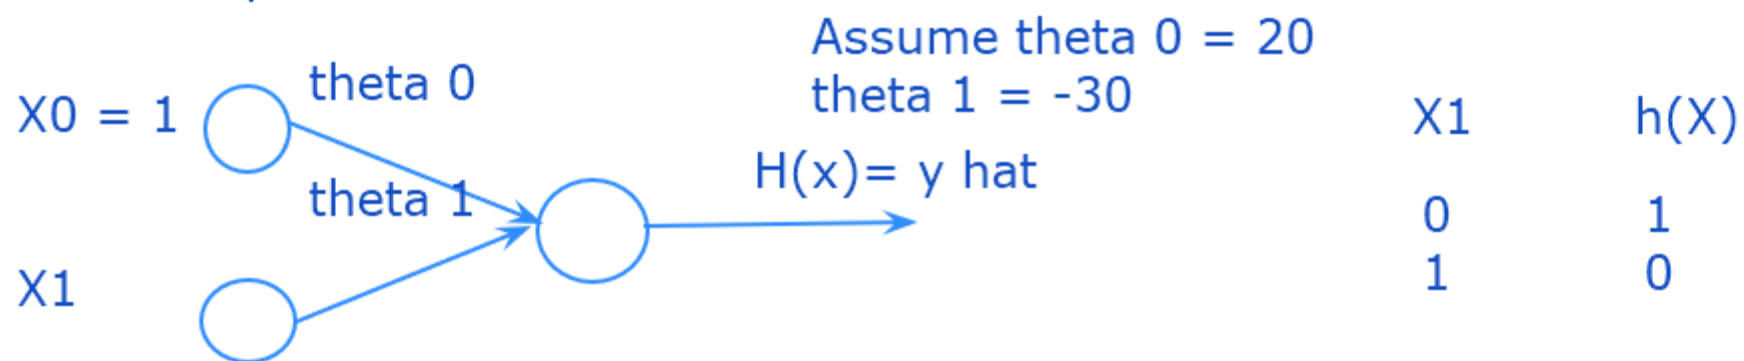 Assume theta 0 = 20
theta 1 = -30
X0 = 1
theta 0
theta 1
X1
H(x)= y hat
X1 h(X)
0 1
1 0